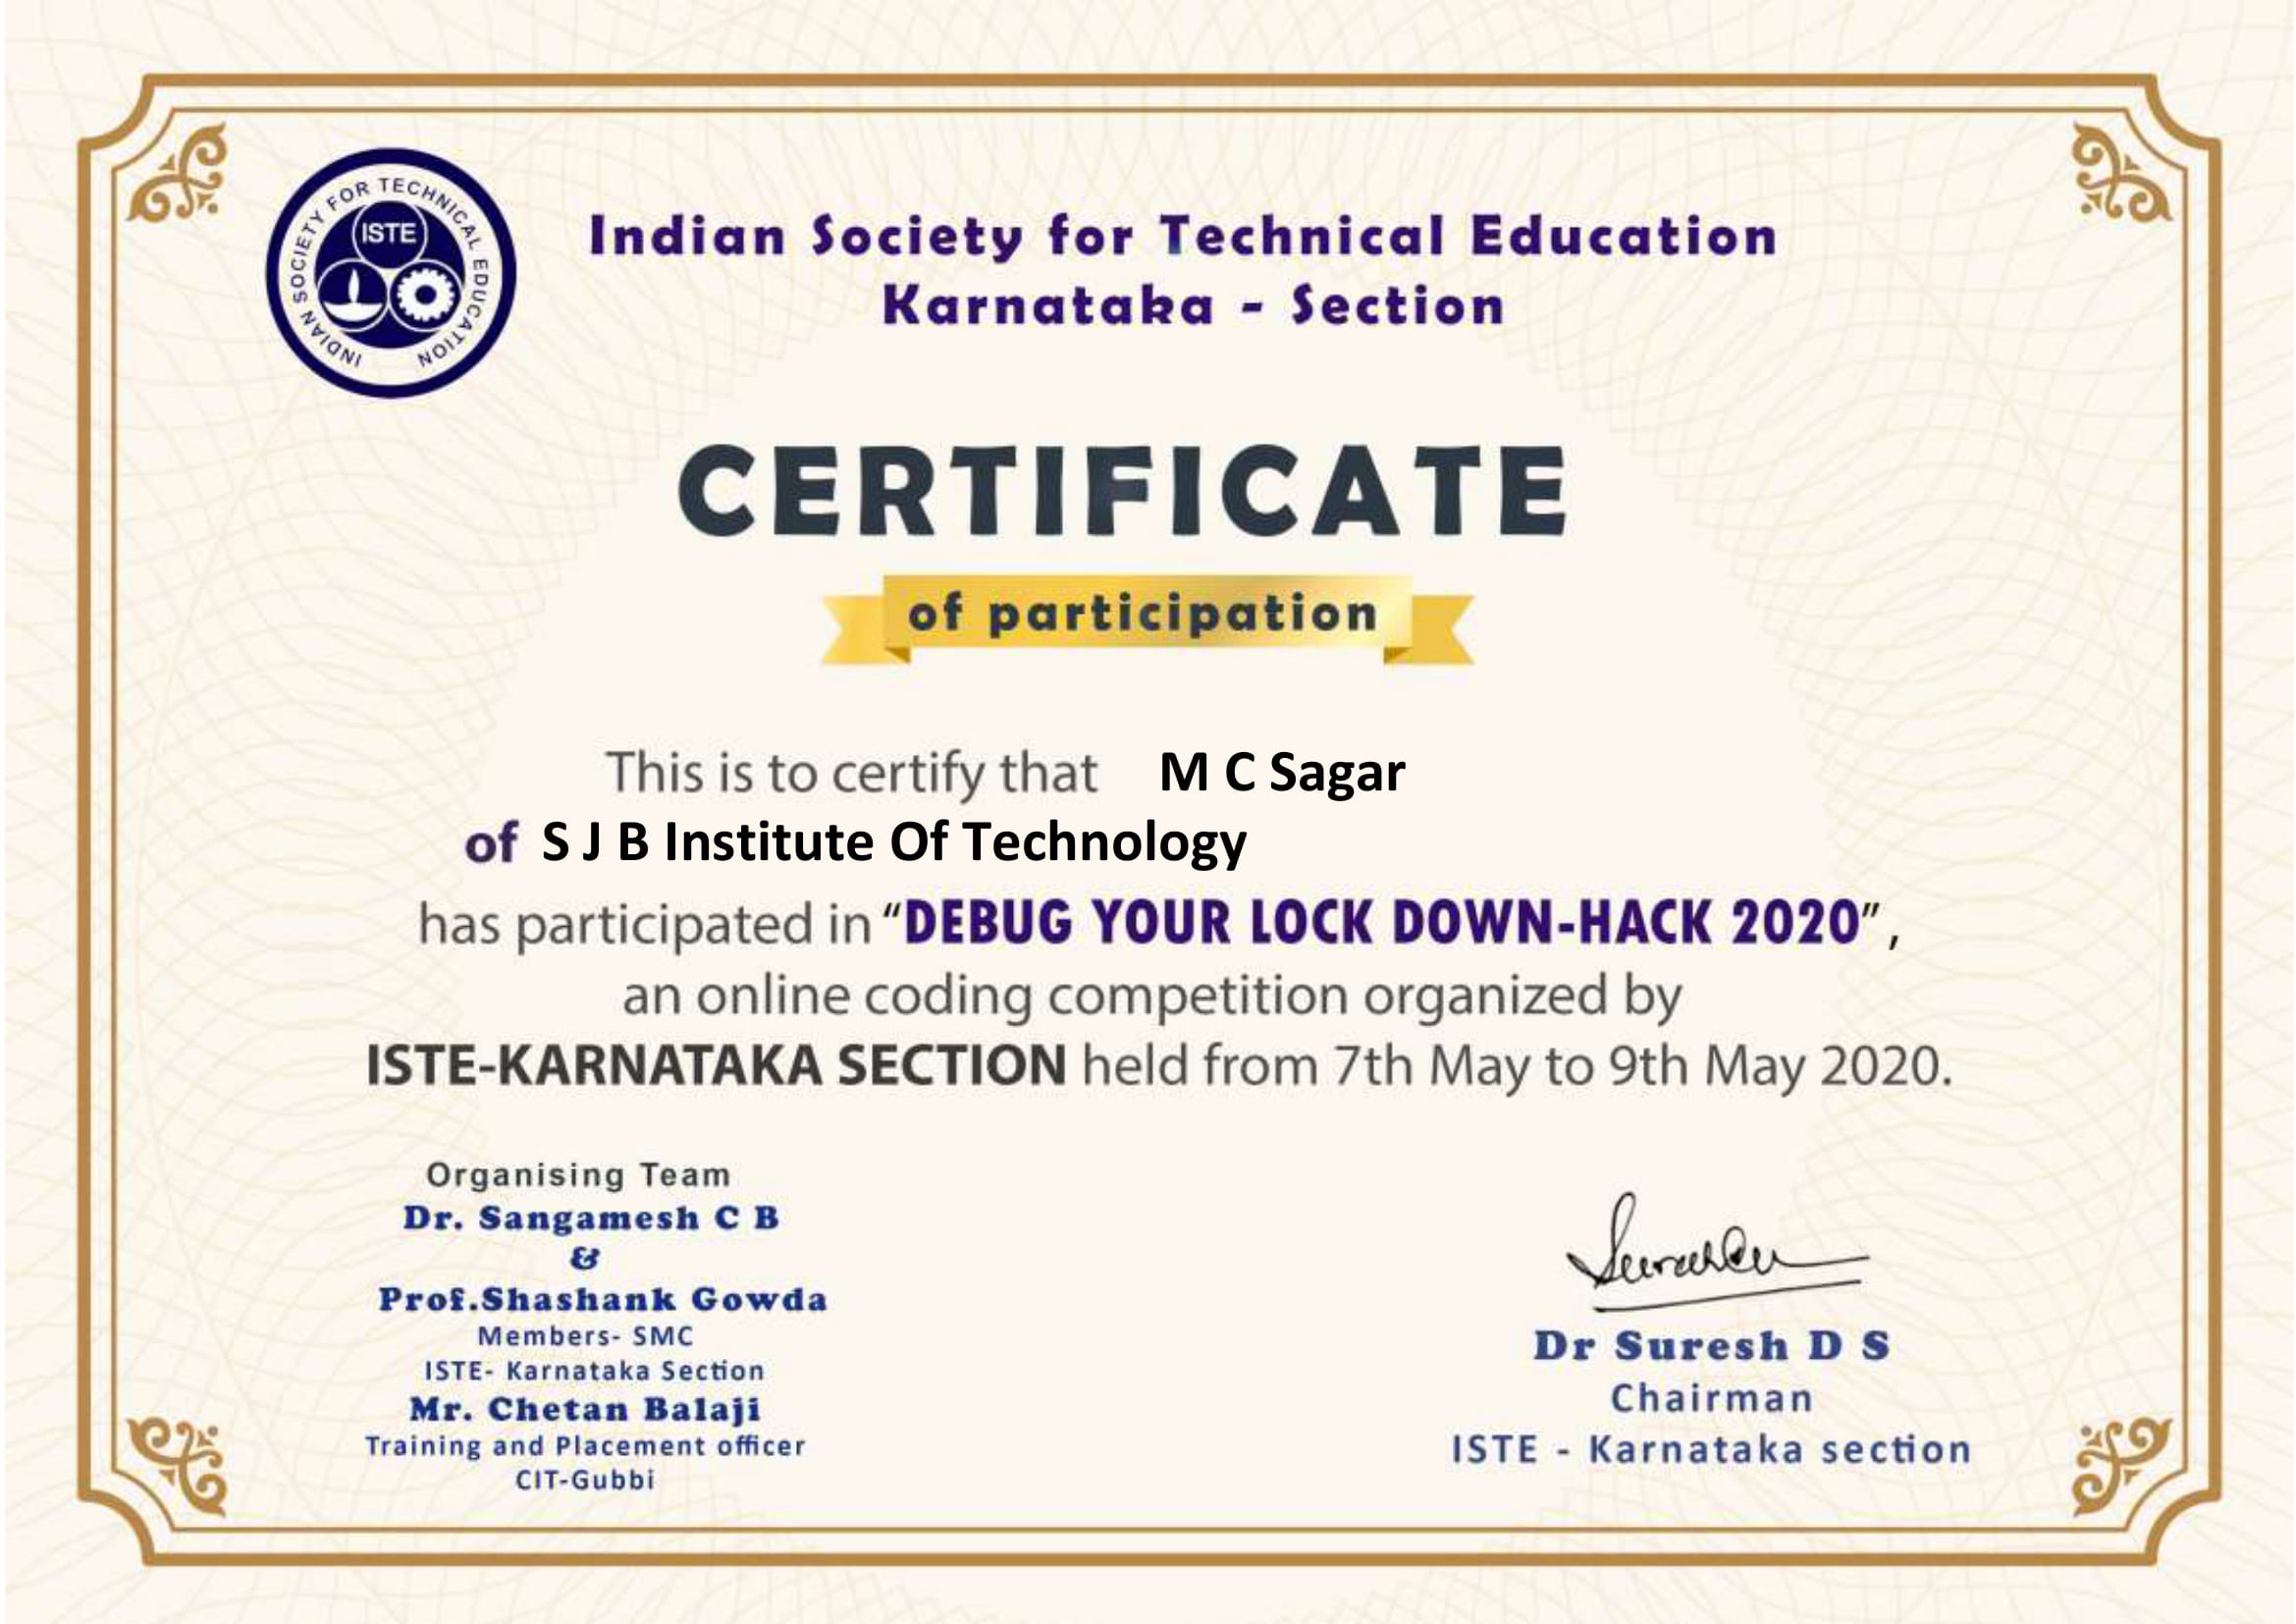 INDIAN SOCIETY FOR TECHNICAL EDUCATION
ISTE
Indian Society for Technical Education
Karnataka - Section
CERTIFICATE
of participation
This is to certify that M C Sagar
of S J B Institute Of Technology
has participated in “DEBUG YOUR LOCK DOWN-HACK 2020”,
an online coding competition organized by
ISTE-KARNATAKA SECTION held from 7th May to 9th May 2020.
Organising Team
Dr. Sangamesh C B
&
Prof.Shashank Gowda
Members- SMC
ISTE- Karnataka Section
Mr. Chetan Balaji
Training and Placement officer
CIT-Gubbi
Dr Suresh D S
Chairman
ISTE - Karnataka section